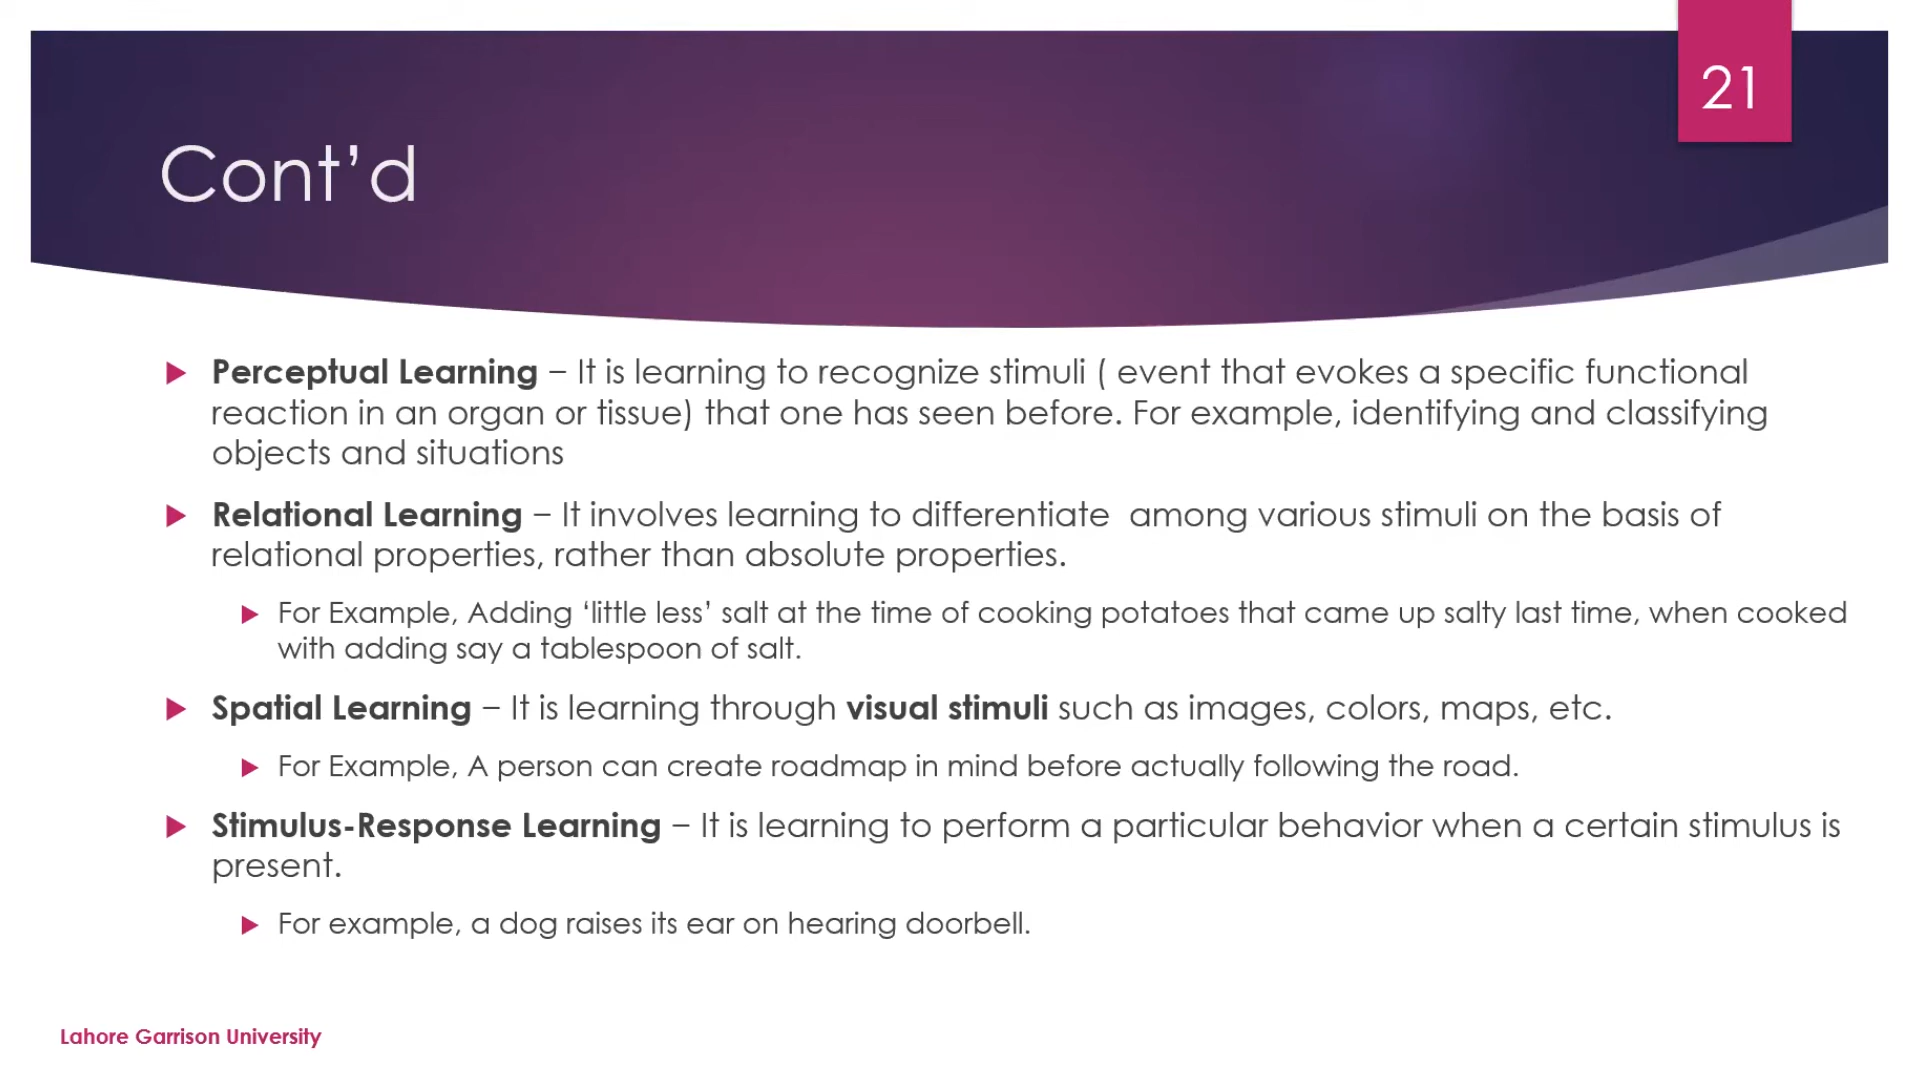 21
Cont’d
Perceptual Learning – It is learning to recognize stimuli ( event that evokes a specific functional
reaction in an organ or tissue) that one has seen before. For example, identifying and classifying
objects and situations
Relational Learning – It involves learning to differentiate  among various stimuli on the basis of
relational properties, rather than absolute properties.
For Example, Adding ‘little less’ salt at the time of cooking potatoes that came up salty last time, when cooked
with adding say a tablespoon of salt.
Spatial Learning – It is learning through visual stimuli such as images, colors, maps, etc.
For Example, A person can create roadmap in mind before actually following the road.
Stimulus-Response Learning – It is learning to perform a particular behavior when a certain stimulus is
present.
For example, a dog raises its ear on hearing doorbell.
Lahore Garrison University